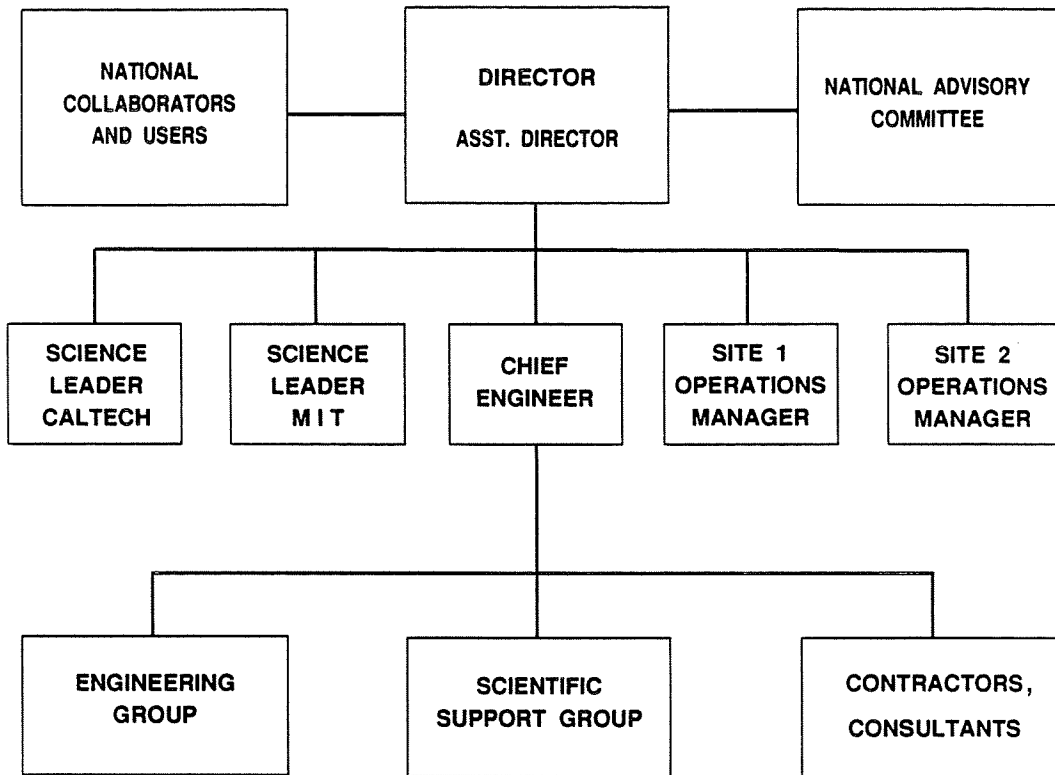 NATIONAL
COLLABORATORS
AND USERS
DIRECTOR
ASST. DIRECTOR
NATIONAL ADVISORY
COMMITTEE
SCIENCE
LEADER
CALTECH
SCIENCE
LEADER
M I T
CHIEF
ENGINEER
SITE 1
OPERATIONS
MANAGER
SITE 2
OPERATIONS
MANAGER
ENGINEERING
GROUP
SCIENTIFIC
SUPPORT GROUP
CONTRACTORS,
CONSULTANTS